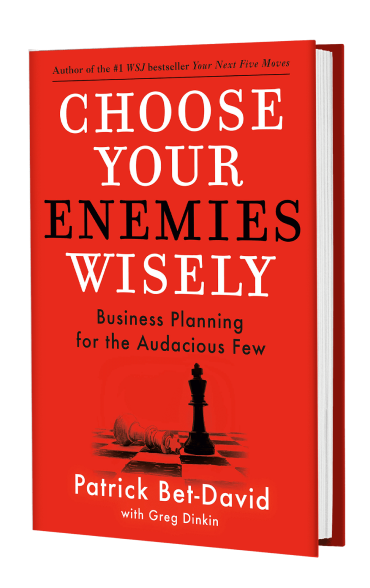 Author of the #1 WSJ bestseller Your Next Five Moves
CHOOSE
YOUR
ENEMIES
WISELY
Business Planning
for the Audacious Few
Patrick Bet-David
with Greg Dinkin